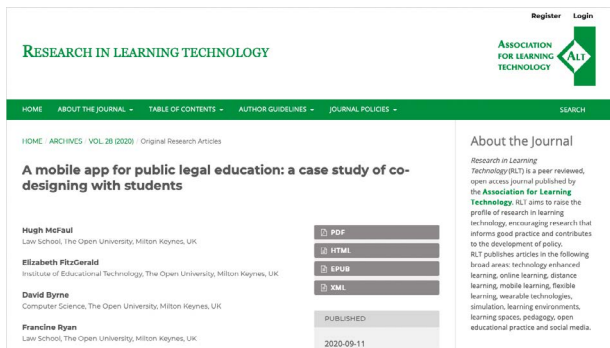 Register Login
RESEARCH IN LEARNING TECHNOLOGY
ASSOCIATION
FOR LEARNING
TECHNOLOGY
ALT
HOME ABOUT THE JOURNAL TABLE OF CONTENTS AUTHOR GUIDELINES JOURNAL POLICIES SEARCH
HOME / ARCHIVES / VOL. 28 (2020) / Original Research Articles
A mobile app for public legal education: a case study of co-
designing with students
Hugh McFaul
Law School, The Open University, Milton Keynes, UK
Elizabeth FitzGerald
Institute of Educational Technology, The Open University, Milton Keynes, UK
David Byrne
Computer Science, The Open University, Milton Keynes, UK
Francine Ryan
Law School, The Open University, Milton Keynes, UK
PDF
HTML
EPUB
XML
PUBLISHED
2020-09-11
About the Journal
Research in Learning
Technology (RLT) is a peer reviewed,
open access journal published by
the Association for Learning
Technology. RLT aims to raise the
profile of research in learning
technology, encouraging research that
informs good practice and contributes
to the development of policy.
RLT publishes articles in the following
broad areas: technology enhanced
learning, online learning, distance
learning, mobile learning, flexible
learning, wearable technologies,
simulation, learning environments,
learning spaces, pedagogy, open
educational practice and social media.